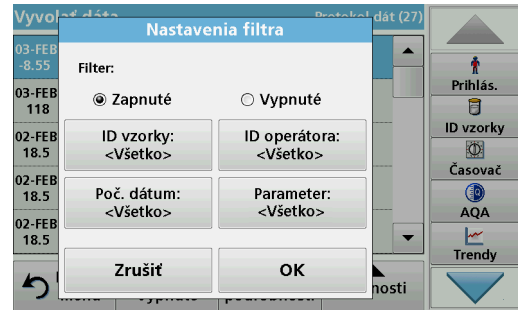 Vyvolať dáta
Protokol dát (27)
Nastavenia filtra
03-FEB
-8.55
03-FEB
118
02-FEB
18.5
02-FEB
18.5
02-FEB
18.5
Filter:
Zapnuté
Vypnuté
ID vzorky:
<Všetko>
ID operátora:
<Všetko>
Poč. dátum:
<Všetko>
Parameter:
<Všetko>
Zrušiť
OK
Prihlás.
ID vzorky
Časovač
AQA
Trendy